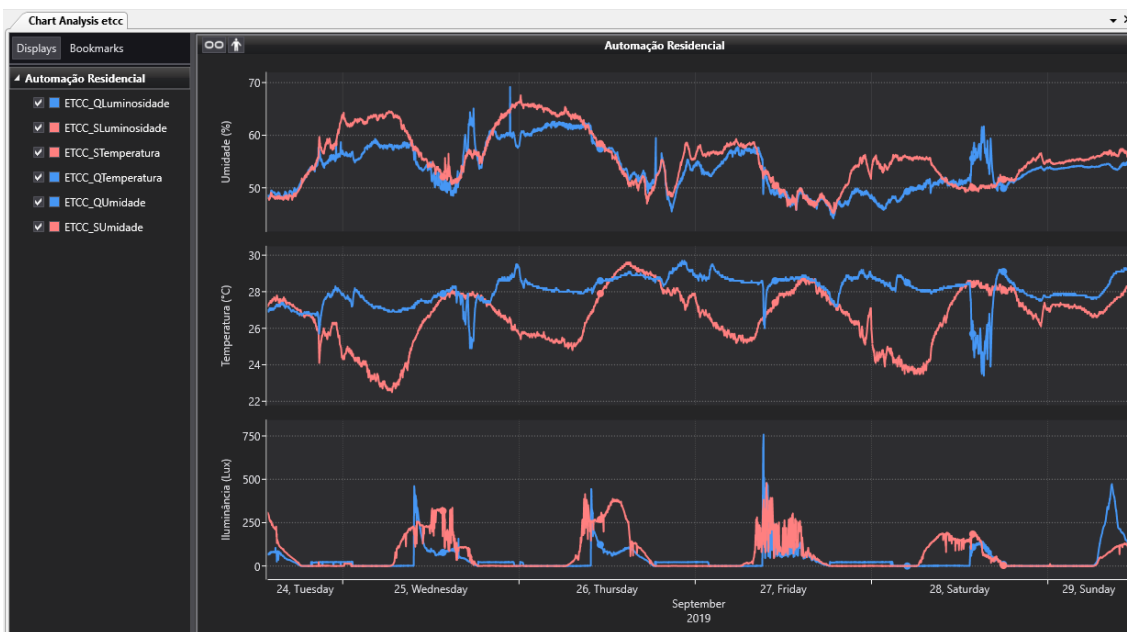 Chart Analysis etcc
Displays Bookmarks
Automação Residencial
ETCC_QLuminosidade
ETCC_SLuminosidade
ETCC_STemperatura
ETCC_QTemperatura
ETCC_QUmidade
ETCC_SUmidade
Automação Residencial
Umidade (%)
70
60
50
Temperatura (°C)
30
28
26
24
22
Iluminância (Lux)
750
500
250
0
24, Tuesday 25, Wednesday 26, Thursday 27, Friday 28, Saturday 29, Sunday
September
2019